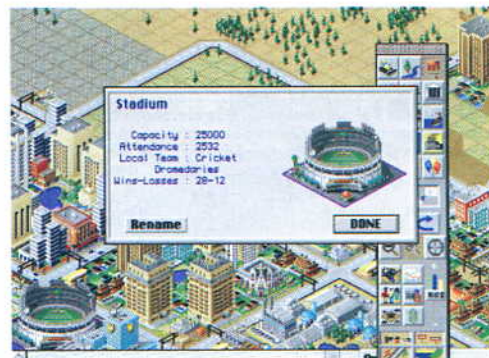 Stadium
Capacity : 25000
Attendance : 2532
Local Team : Cricket
Dromedaries
Wins-Losses : 28-12
Rename
DONE